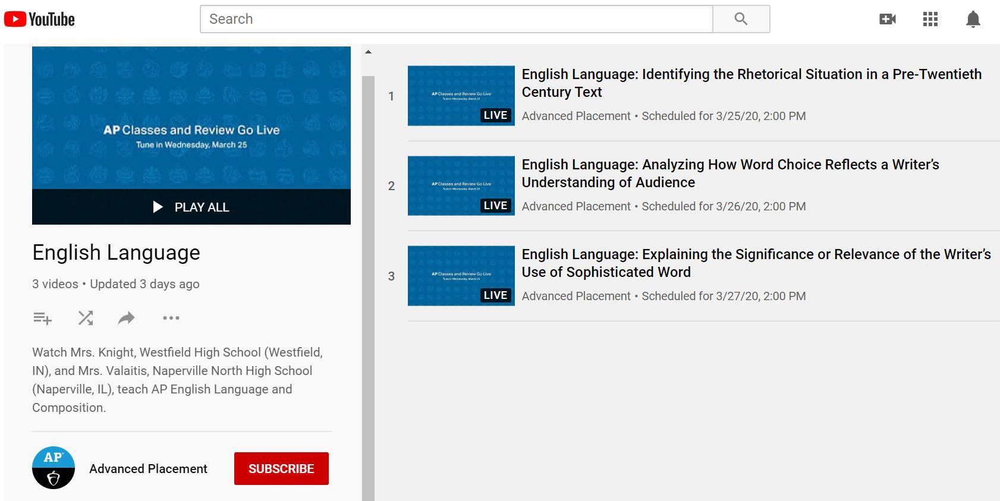 YouTube
Search
AP Classes and Review Go Live
Tune in Wednesday, March 25
PLAY ALL
English Language
3 videos • Updated 3 days ago
Watch Mrs. Knight, Westfield High School (Westfield,
IN), and Mrs. Valaitis, Naperville North High School
(Naperville, IL), teach AP English Language and
Composition.
AP
Advanced Placement
SUBSCRIBE
1
AP Classes and Review Go Live
Tune in Wednesday, March 25
LIVE
English Language: Identifying the Rhetorical Situation in a Pre-Twentieth
Century Text
Advanced Placement • Scheduled for 3/25/20, 2:00 PM
2
AP Classes and Review Go Live
Tune in Wednesday, March 25
LIVE
English Language: Analyzing How Word Choice Reflects a Writer’s
Understanding of Audience
Advanced Placement • Scheduled for 3/26/20, 2:00 PM
3
AP Classes and Review Go Live
Tune in Wednesday, March 25
LIVE
English Language: Explaining the Significance or Relevance of the Writer’s
Use of Sophisticated Word
Advanced Placement • Scheduled for 3/27/20, 2:00 PM